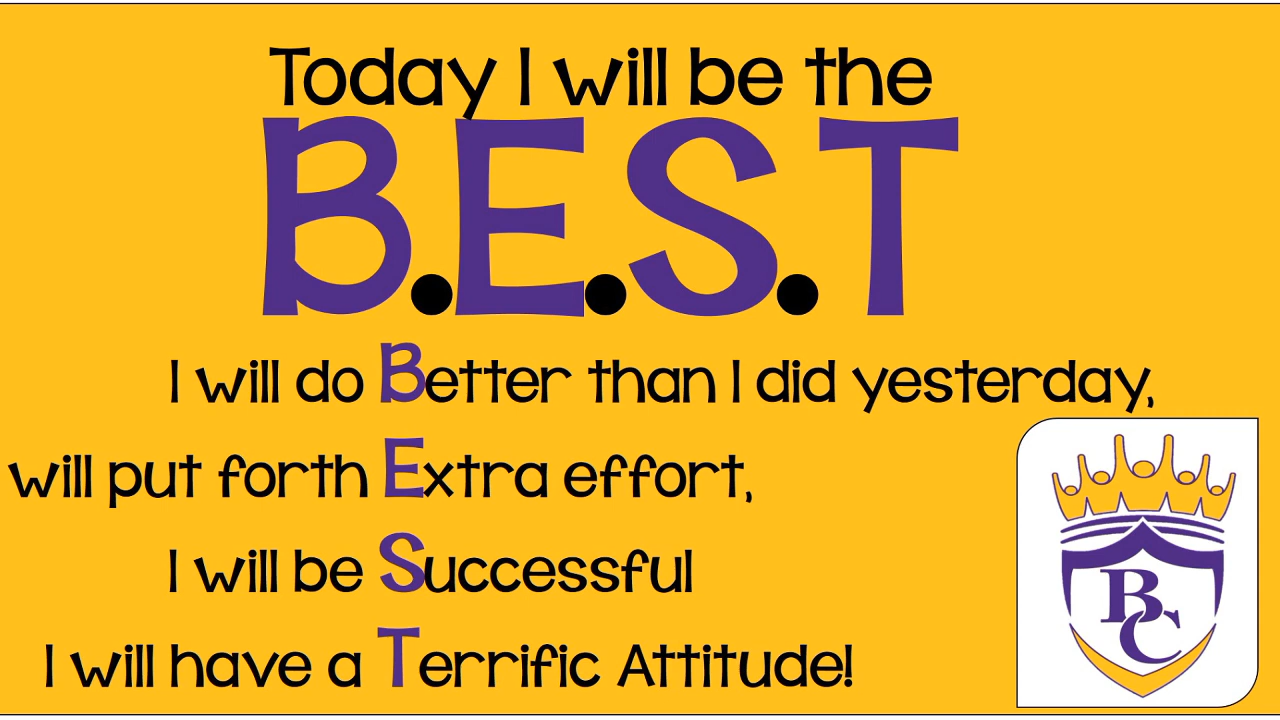 Today I will be the
B.E.S.T
I will do Better than I did yesterday,
will put forth Extra effort,
I will be Successful
I will have a Terrific Attitude!
BC